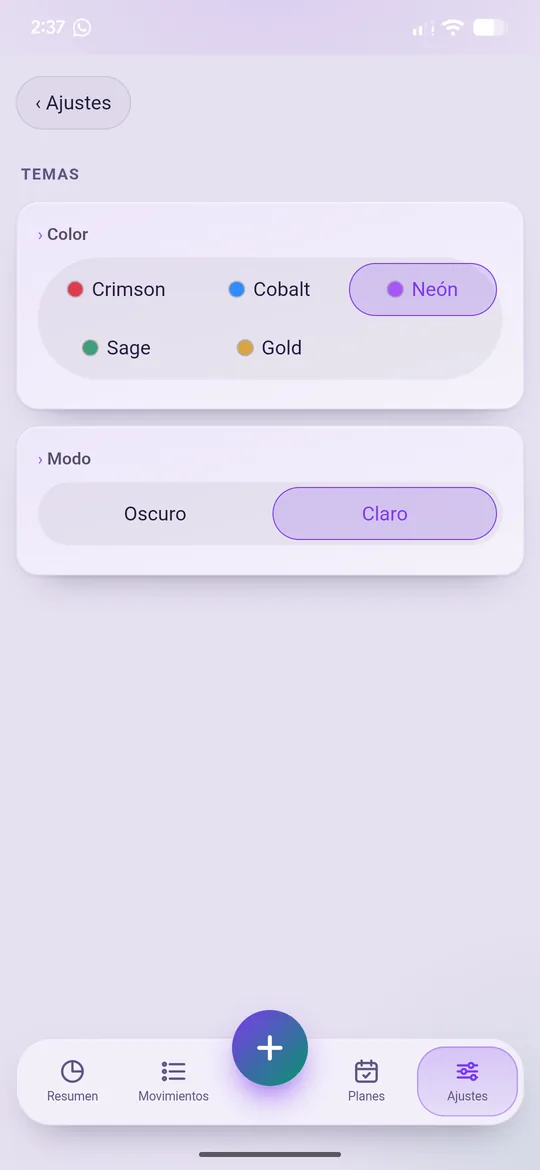 2:37
‹ Ajustes
TEMAS
› Color
Crimson Cobalt Neón
Sage Gold
› Modo
Oscuro Claro
Resumen Movimientos Planes Ajustes